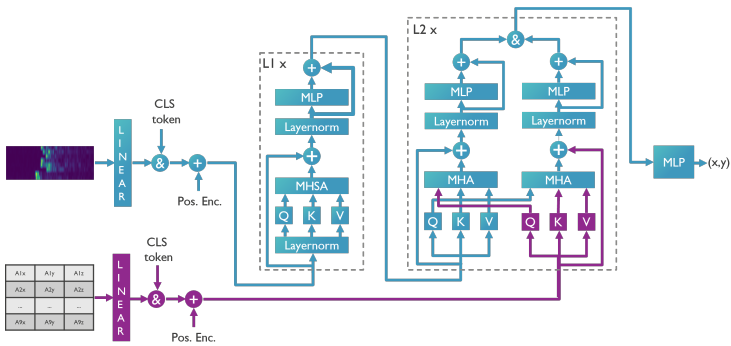 L1 x
MLP
Layernorm
MHSA
Q K V
Layernorm
L2 x
&
MLP
MLP
Layernorm
Layernorm
MHA
MHA
Q K V
Q K V
MLP
(x,y)
CLS
token
LINEAR
&
+
Pos. Enc.
CLS
token
LINEAR
&
+
Pos. Enc.
A1x A1y A1z
A2x A2y A2z
... ... ...
A9x A9y A9z
+
+
+
+
+
+